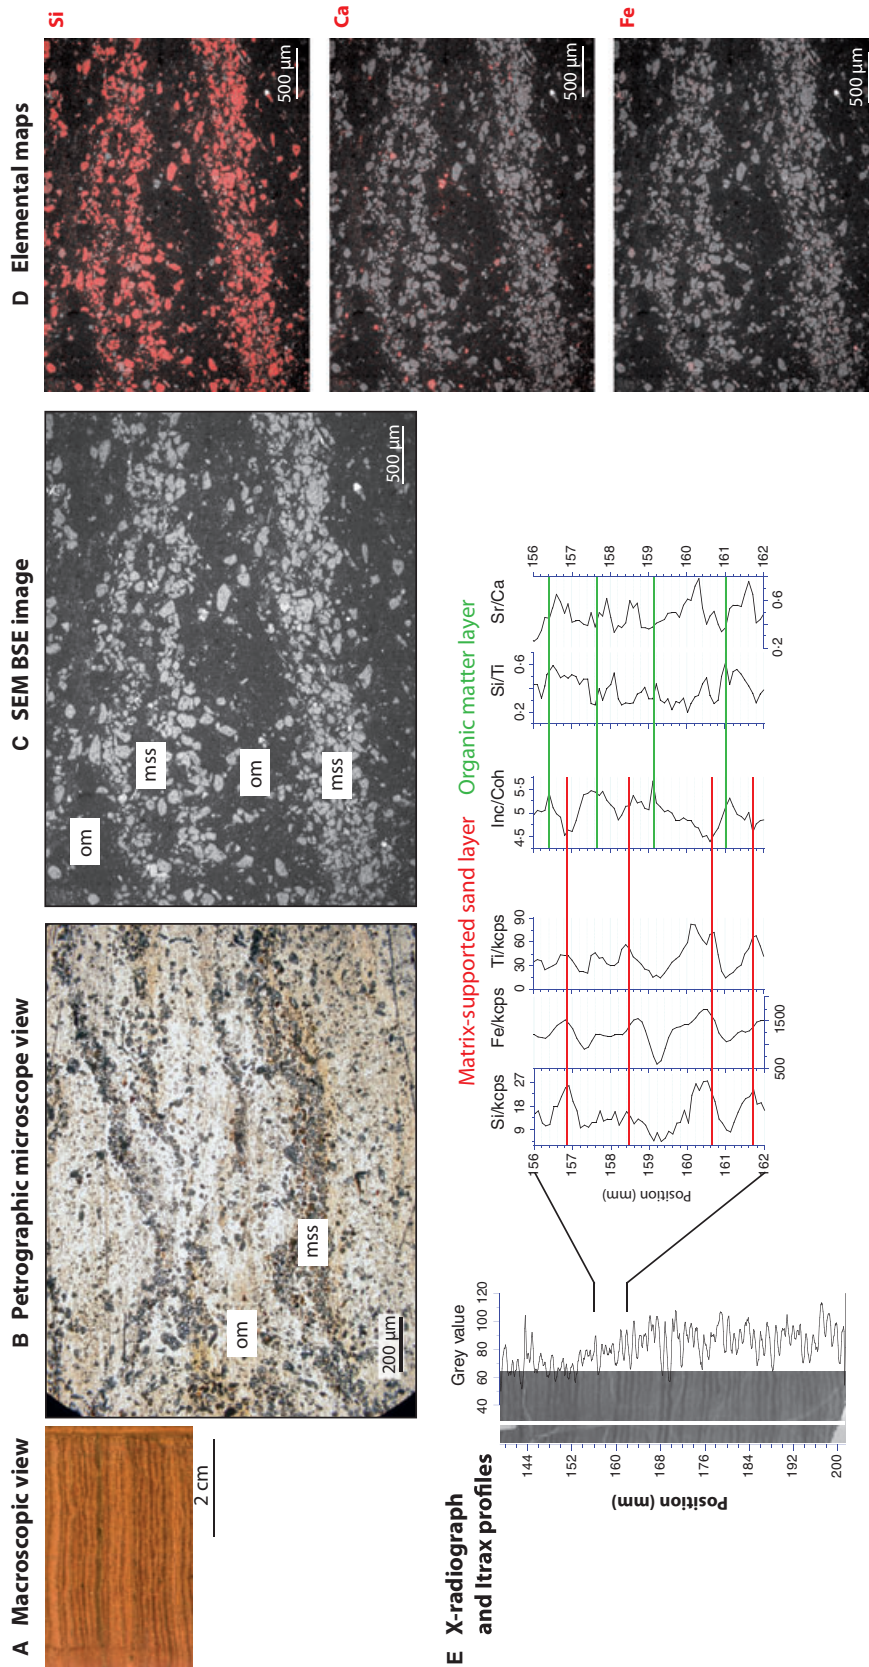 A Macroscopic view
2 cm
B Petrographic microscope view
om
mss
200 µm
C SEM BSE image
om
mss
om
mss
500 µm
D Elemental maps
Si
500 µm
Ca
500 µm
Fe
500 µm
E X-radiograph
and Itrax profiles
Grey value
40 60 80 100 120
Position (mm)
144
152
160
168
176
184
192
200
Matrix-supported sand layer Organic matter layer
Si/kcps Fe/kcps Ti/kcps Inc/Coh Si/Ti Sr/Ca
9 18 27
500 1500
0 30 60 90
4·5 5 5·5
0·2 0·6
0·2 0·6
Position (mm)
156
157
158
159
160
161
162
156
157
158
159
160
161
162